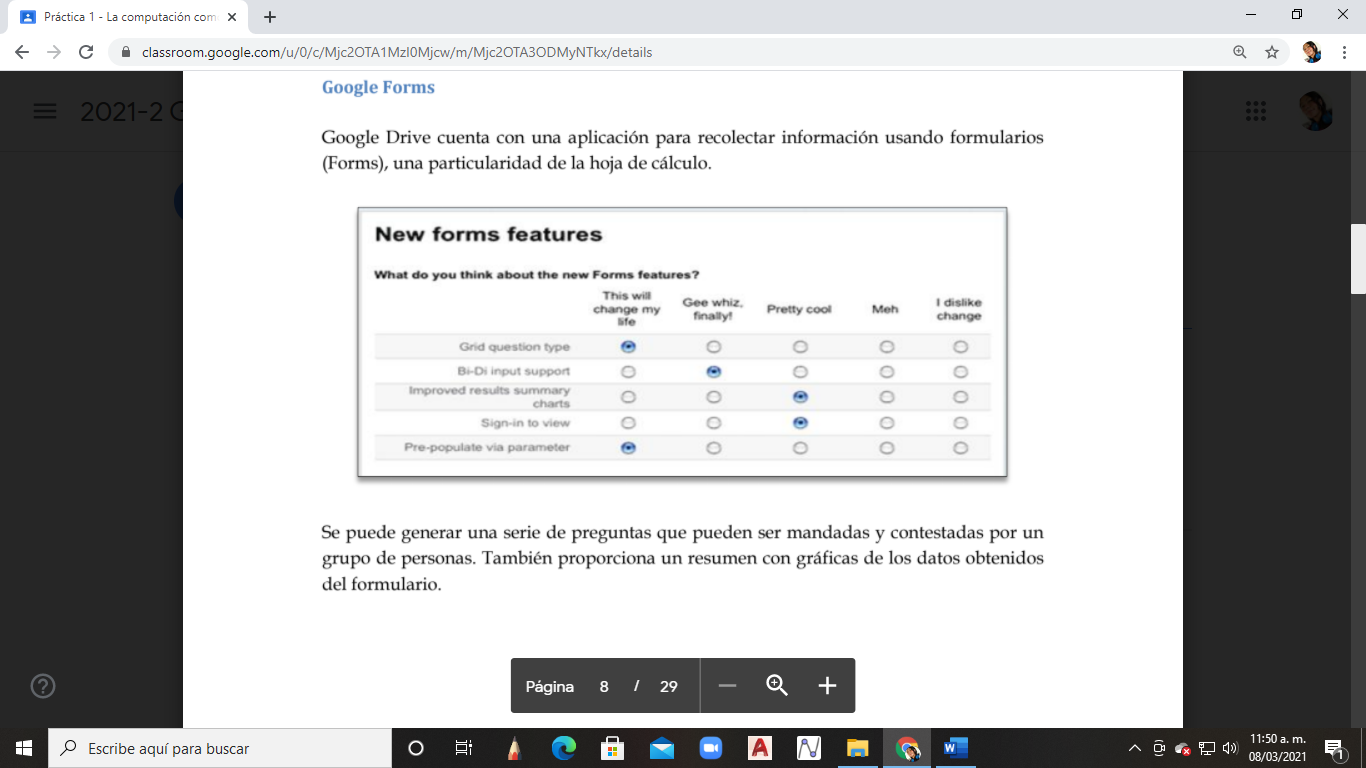 Práctica 1 - La computación com
classroom.google.com/u/0/c/Mjc2OTA1MzI0Mjcw/m/Mjc2OTA3ODMyNTkx/details
2021-2 G
Google Forms
Google Drive cuenta con una aplicación para recolectar información usando formularios
(Forms), una particularidad de la hoja de cálculo.
New forms features
What do you think about the new Forms features?
This will change my life
Gee whiz, finally!
Pretty cool
Meh
I dislike change
Grid question type
Bi-Di input support
Improved results summary
charts
Sign-in to view
Pre-populate via parameter
Se puede generar una serie de preguntas que pueden ser mandadas y contestadas por un
grupo de personas. También proporciona un resumen con gráficas de los datos obtenidos
del formulario.
Página 8 / 29
Escribe aquí para buscar
11:50 a. m.
08/03/2021
1